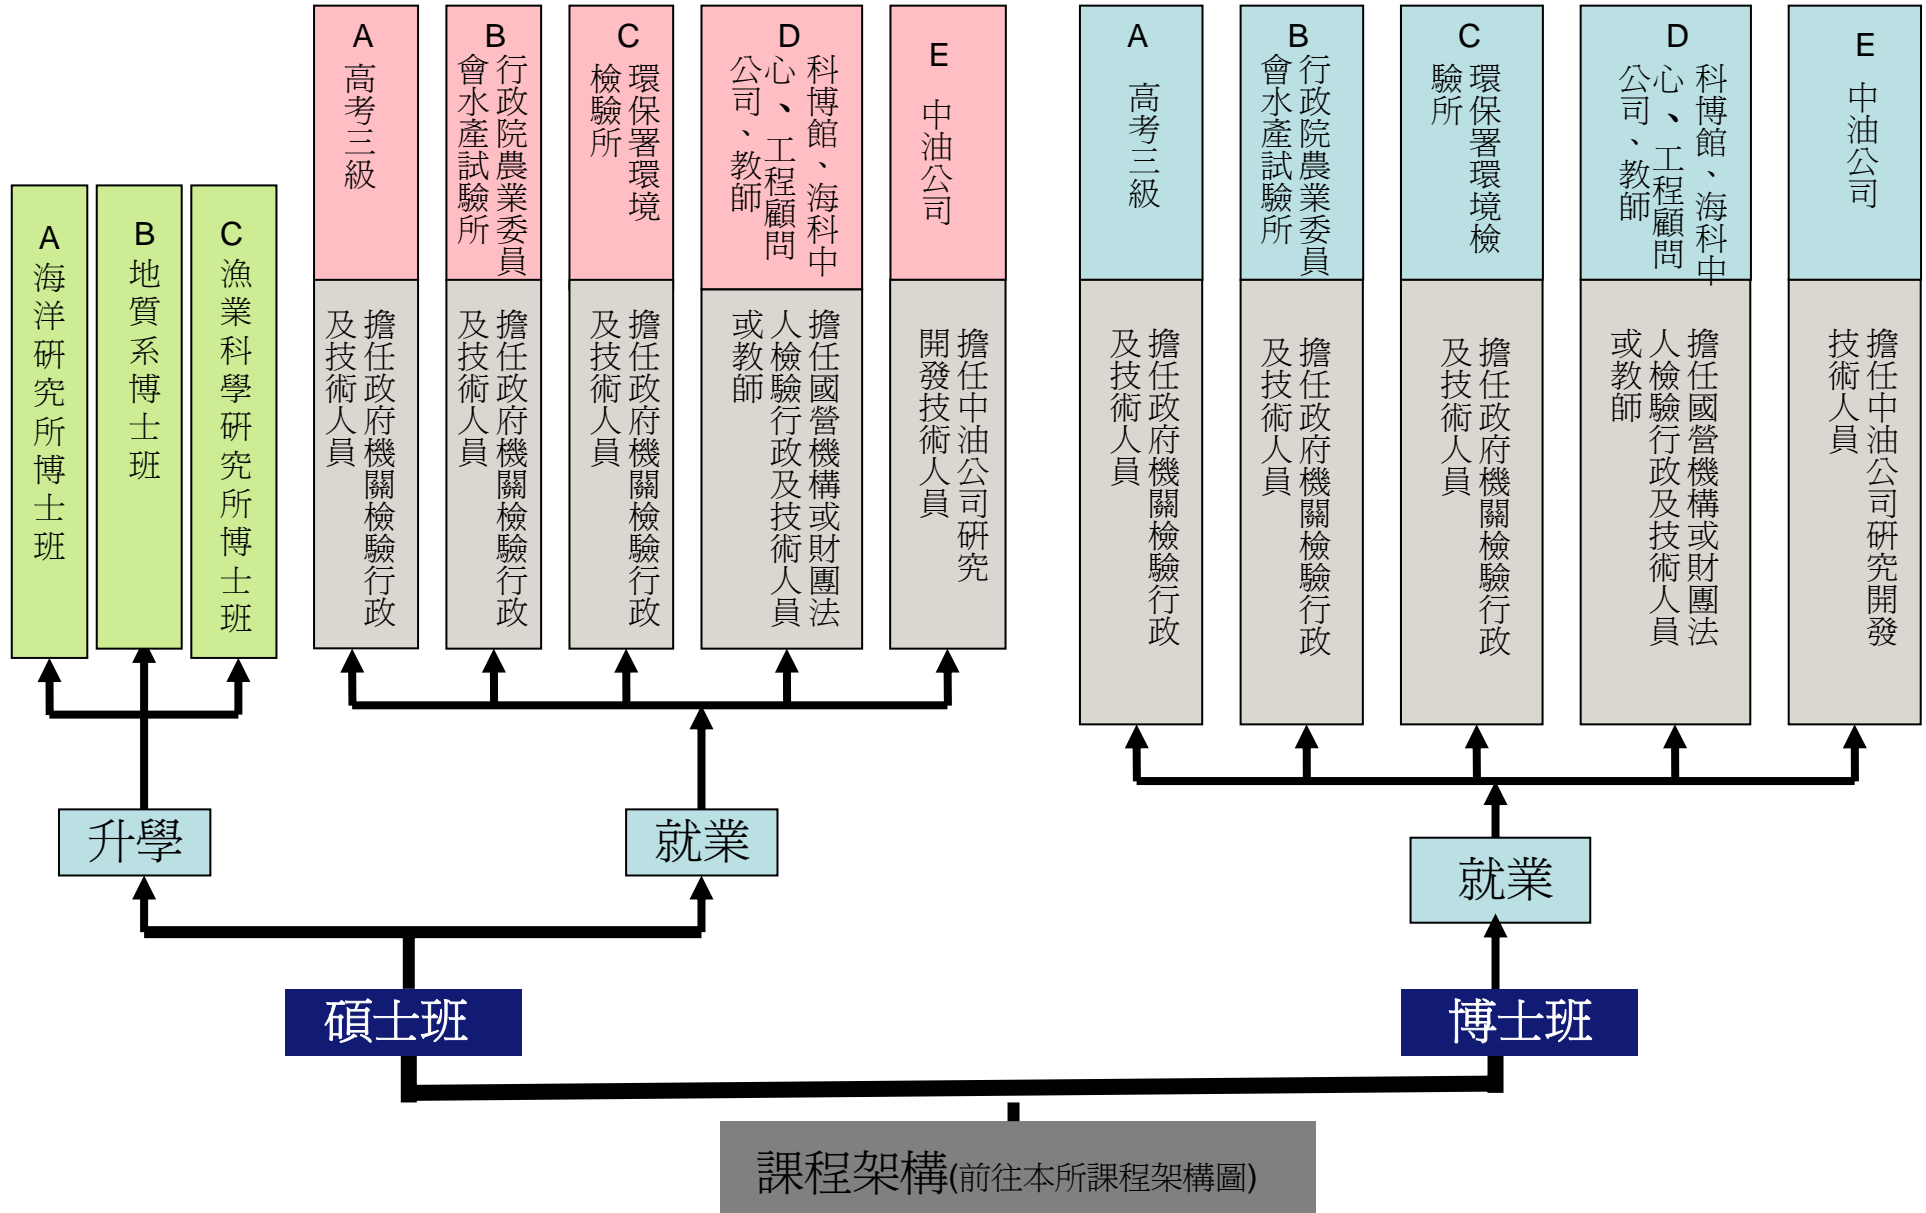 A
海洋研究所博士班
B
地質系博士班
C
漁業科學研究所博士班
A
高考三級
擔任政府機關檢驗行政
及技術人員
B
行政院農業委員
會水產試驗所
擔任政府機關檢驗行政
及技術人員
C
環保署環境
檢驗所
擔任政府機關檢驗行政
及技術人員
D
科博館、海科中
心、工程顧問
公司、教師
擔任國營機構或財團法
人檢驗行政及技術人員
或教師
E
中油公司
擔任中油公司研究
開發技術人員
A
高考三級
擔任政府機關檢驗行政
及技術人員
B
行政院農業委員
會水產試驗所
擔任政府機關檢驗行政
及技術人員
C
環保署環境檢
驗所
擔任政府機關檢驗行政
及技術人員
D
科博館、海科中
心、工程顧問
公司、教師
擔任國營機構或財團法
人檢驗行政及技術人員
或教師
E
中油公司
擔任中油公司研究開發
技術人員
升學
就業
就業
碩士班
博士班
課程架構(前往本所課程架構圖)